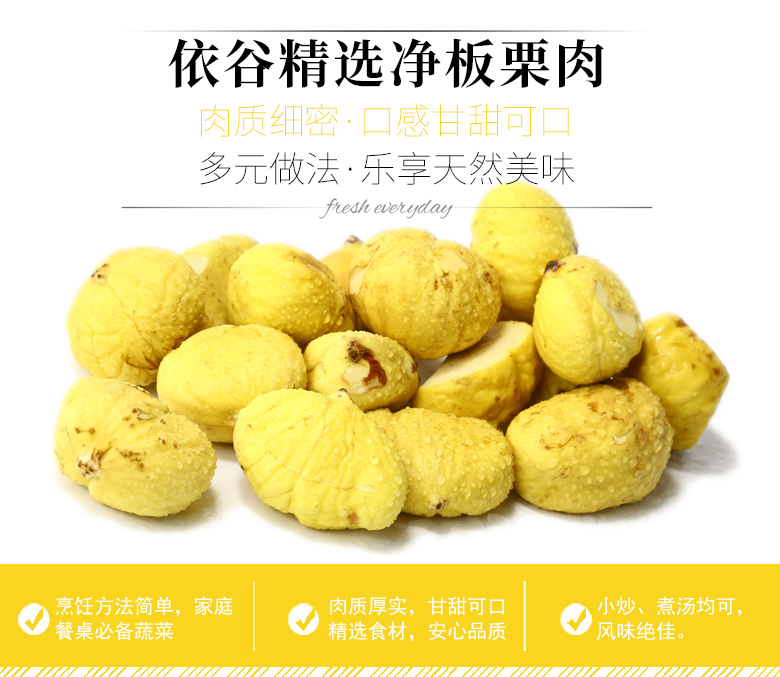 依谷精选净板栗肉
肉质细密·口感甘甜可口
多元做法·乐享天然美味
fresh everyday
烹饪方法简单，家庭
餐桌必备蔬菜
肉质厚实，甘甜可口
精选食材，安心品质
小炒、煮汤均可，
风味绝佳。